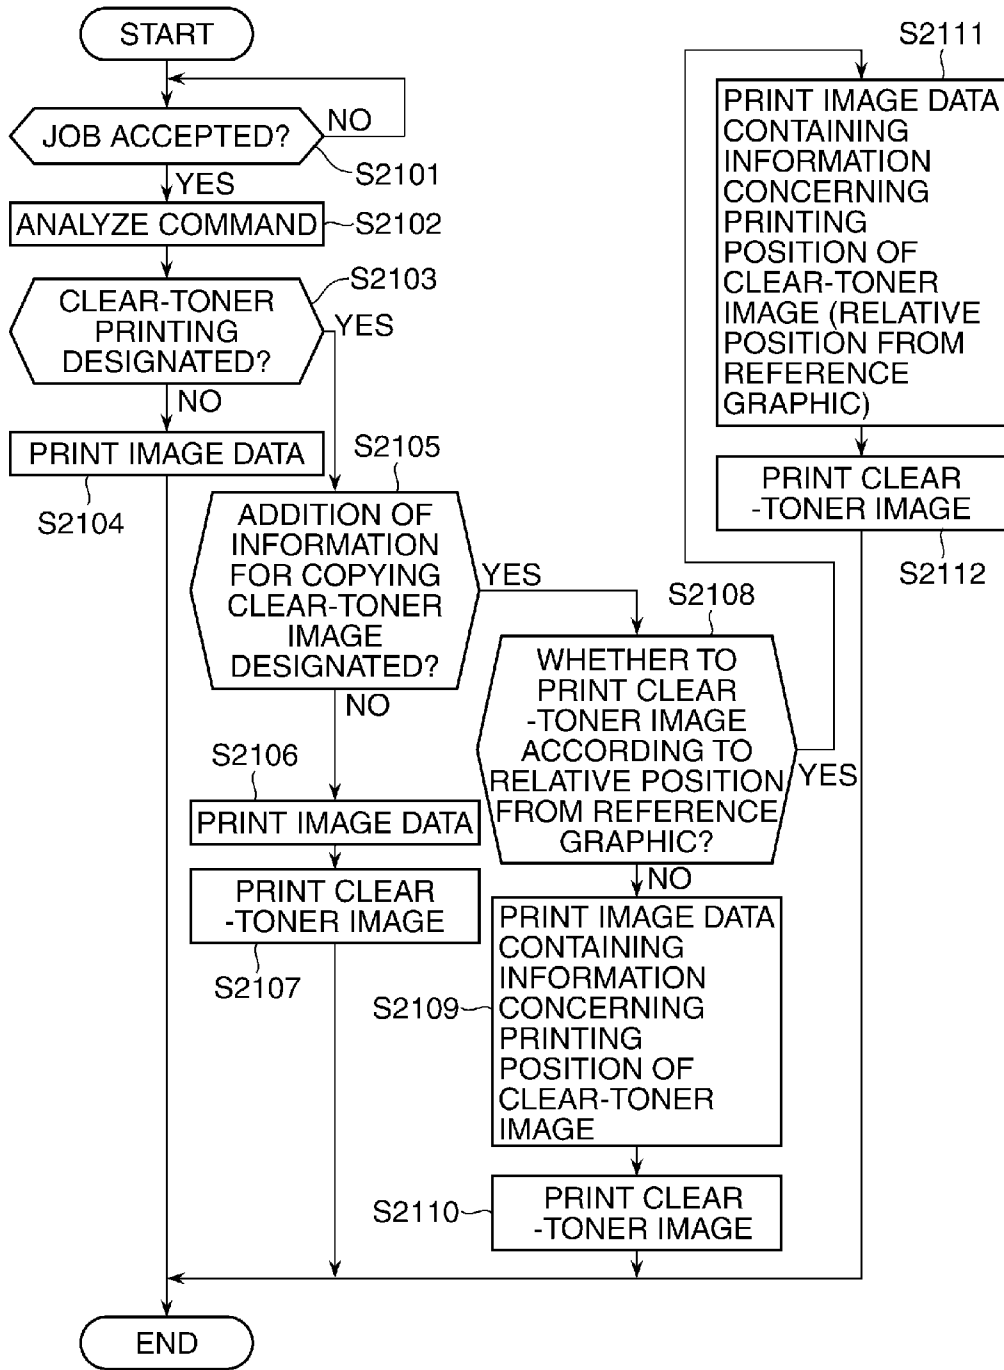 START
JOB ACCEPTED?
NO
S2101
YES
ANALYZE COMMAND
S2102
S2103
CLEAR-TONER
PRINTING
DESIGNATED?
YES
NO
PRINT IMAGE DATA
S2104
S2105
ADDITION OF
INFORMATION
FOR COPYING
CLEAR-TONER
IMAGE
DESIGNATED?
YES
NO
S2106
PRINT IMAGE DATA
PRINT CLEAR
-TONER IMAGE
S2107
S2108
WHETHER TO
PRINT CLEAR
-TONER IMAGE
ACCORDING TO
RELATIVE POSITION
FROM REFERENCE
GRAPHIC?
YES
NO
S2109
PRINT IMAGE DATA
CONTAINING
INFORMATION
CONCERNING
PRINTING
POSITION OF
CLEAR-TONER
IMAGE
S2110
PRINT CLEAR
-TONER IMAGE
S2111
PRINT IMAGE DATA
CONTAINING
INFORMATION
CONCERNING
PRINTING
POSITION OF
CLEAR-TONER
IMAGE (RELATIVE
POSITION FROM
REFERENCE
GRAPHIC)
PRINT CLEAR
-TONER IMAGE
S2112
END